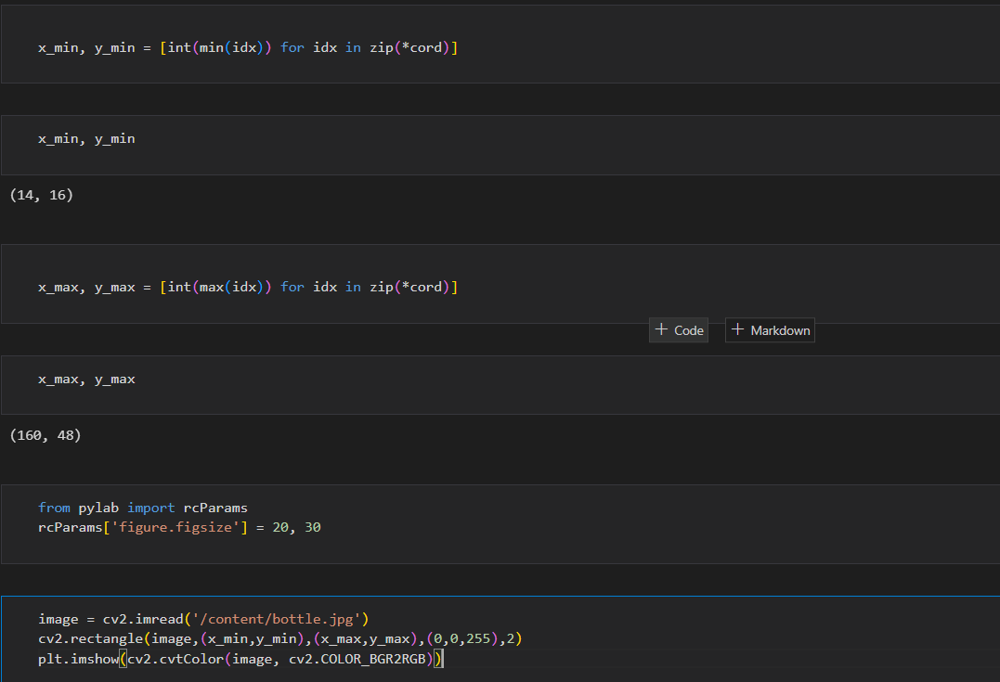 x_min, y_min = [int(min(idx)) for idx in zip(*cord)]
x_min, y_min
(14, 16)
x_max, y_max = [int(max(idx)) for idx in zip(*cord)]
+ Code + Markdown
x_max, y_max
(160, 48)
from pylab import rcParams
rcParams['figure.figsize'] = 20, 30
image = cv2.imread('/content/bottle.jpg')
cv2.rectangle(image,(x_min,y_min),(x_max,y_max),(0,0,255),2)
plt.imshow(cv2.cvtColor(image, cv2.COLOR_BGR2RGB))